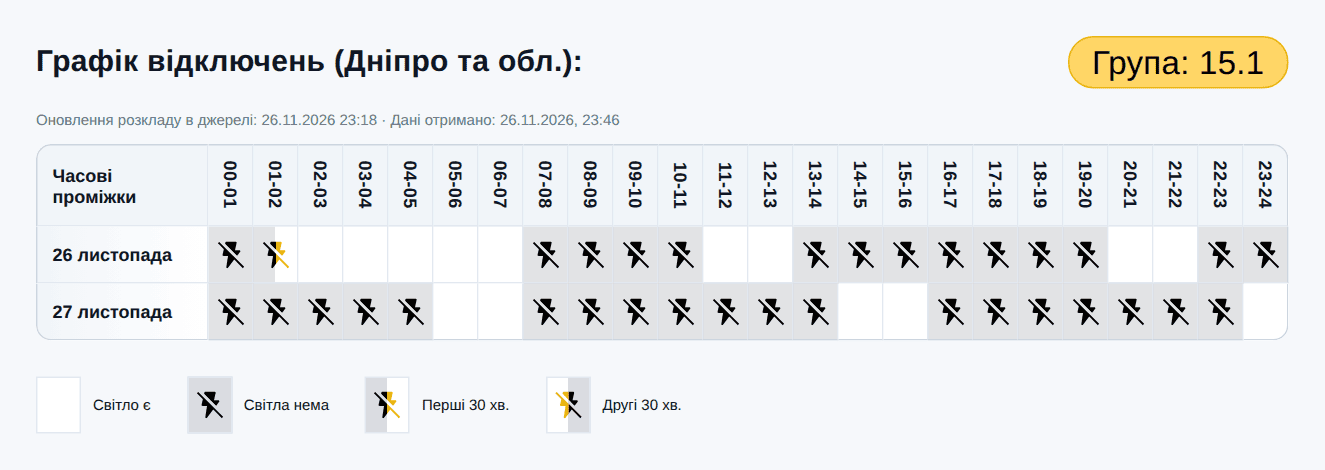 Графік відключень (Дніпро та обл.):
Група: 15.1
Оновлення розкладу в джерелі: 26.11.2026 23:18 · Дані отримано: 26.11.2026, 23:46
Часові
проміжки
00-01 01-02 02-03 03-04 04-05 05-06 06-07 07-08 08-09 09-10 10-11 11-12 12-13 13-14 14-15 15-16 16-17 17-18 18-19 19-20 20-21 21-22 22-23 23-24
26 листопада
27 листопада
Світло є Світла нема Перші 30 хв. Другі 30 хв.